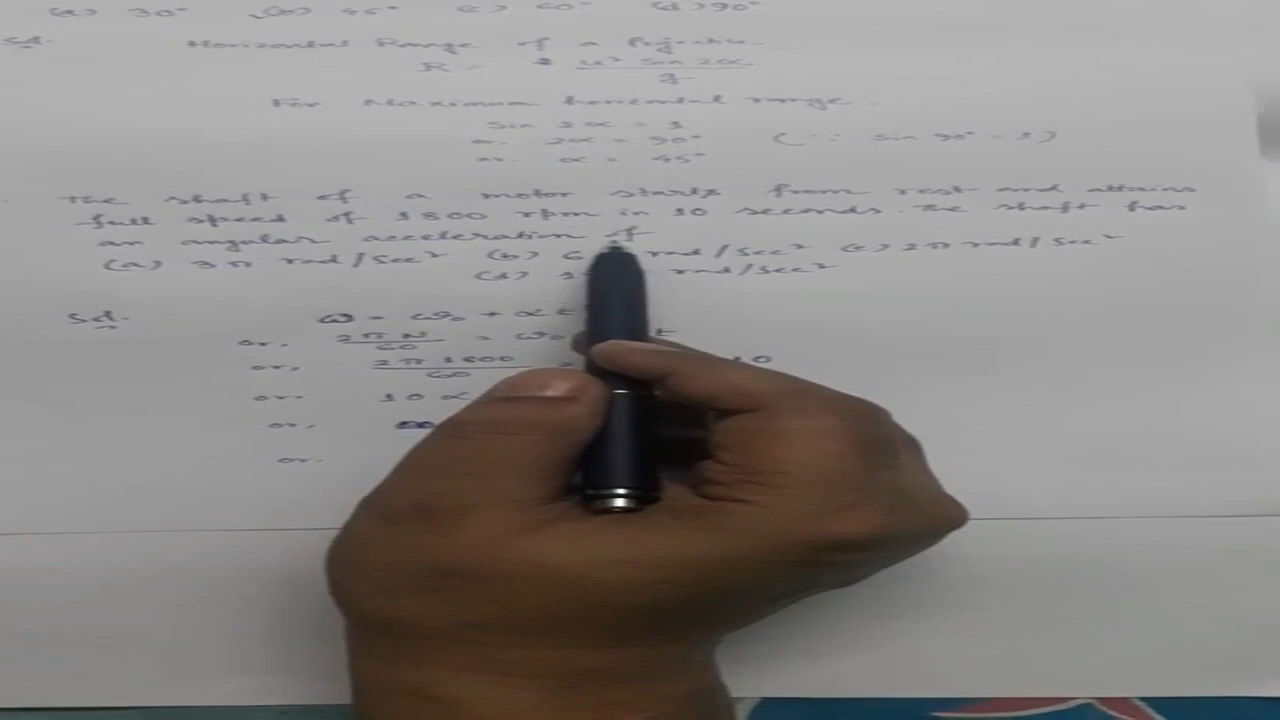 (a) 30° (b) 45° (c) 60° (d) 90°
Sol. Horizontal Range of a Projectile.
R = u² sin 2α / g
For Maximum horizontal range.
sin 2α = 1
or. 2α = 90° (∵ sin 90° = 1)
or. α = 45°
The shaft of a motor starts from rest and attains
full speed of 1800 rpm in 10 seconds. The shaft has
an angular acceleration of
(a) 3π rad/sec² (b) 6 rad/sec² (c) 2π rad/sec²
(d) rad/sec²
Sol. ω = ω₀ + αt
or, 2πN / 60 = ω₀ t
or, 2π 1800 / 60 = 10
or. 10 α
or,
or.